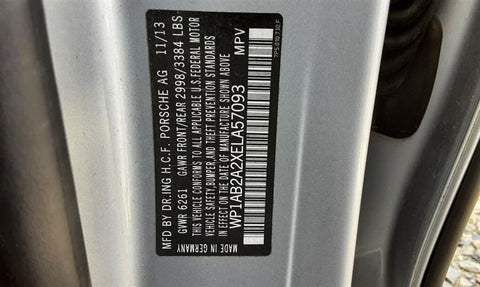 MFD BY DR.ING H.C.F. PORSCHE AG 11/13
GVWR 6261 GAWR FRONT/REAR 2998/3384 LBS
THIS VEHICLE CONFORMS TO ALL APPLICABLE U.S.FEDERAL MOTOR
VEHICLE SAFETY,BUMPER,AND THEFT PREVENTION STANDARDS
IN EFFECT ON THE DATE OF MANUFACTURE SHOWN ABOVE
WP1AB2A2XELA57093 MPV
MADE IN GERMANY